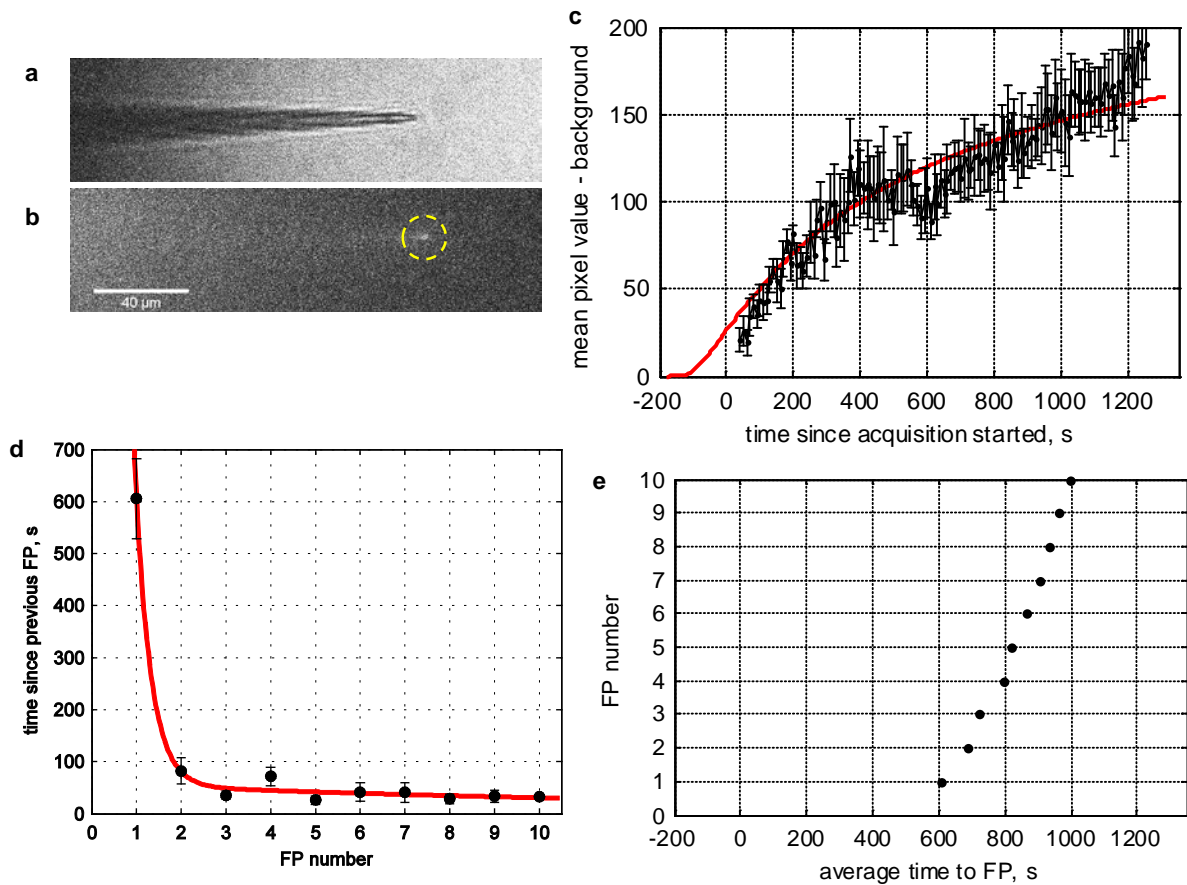 a
b
40 µm
c
mean pixel value - background
200
150
100
50
0
-200 0 200 400 600 800 1000 1200
time since acquisition started, s
d
time since previous FP, s
700
600
500
400
300
200
100
0
0 1 2 3 4 5 6 7 8 9 10
FP number
e
FP number
10
9
8
7
6
5
4
3
2
1
0
-200 0 200 400 600 800 1000 1200
average time to FP, s